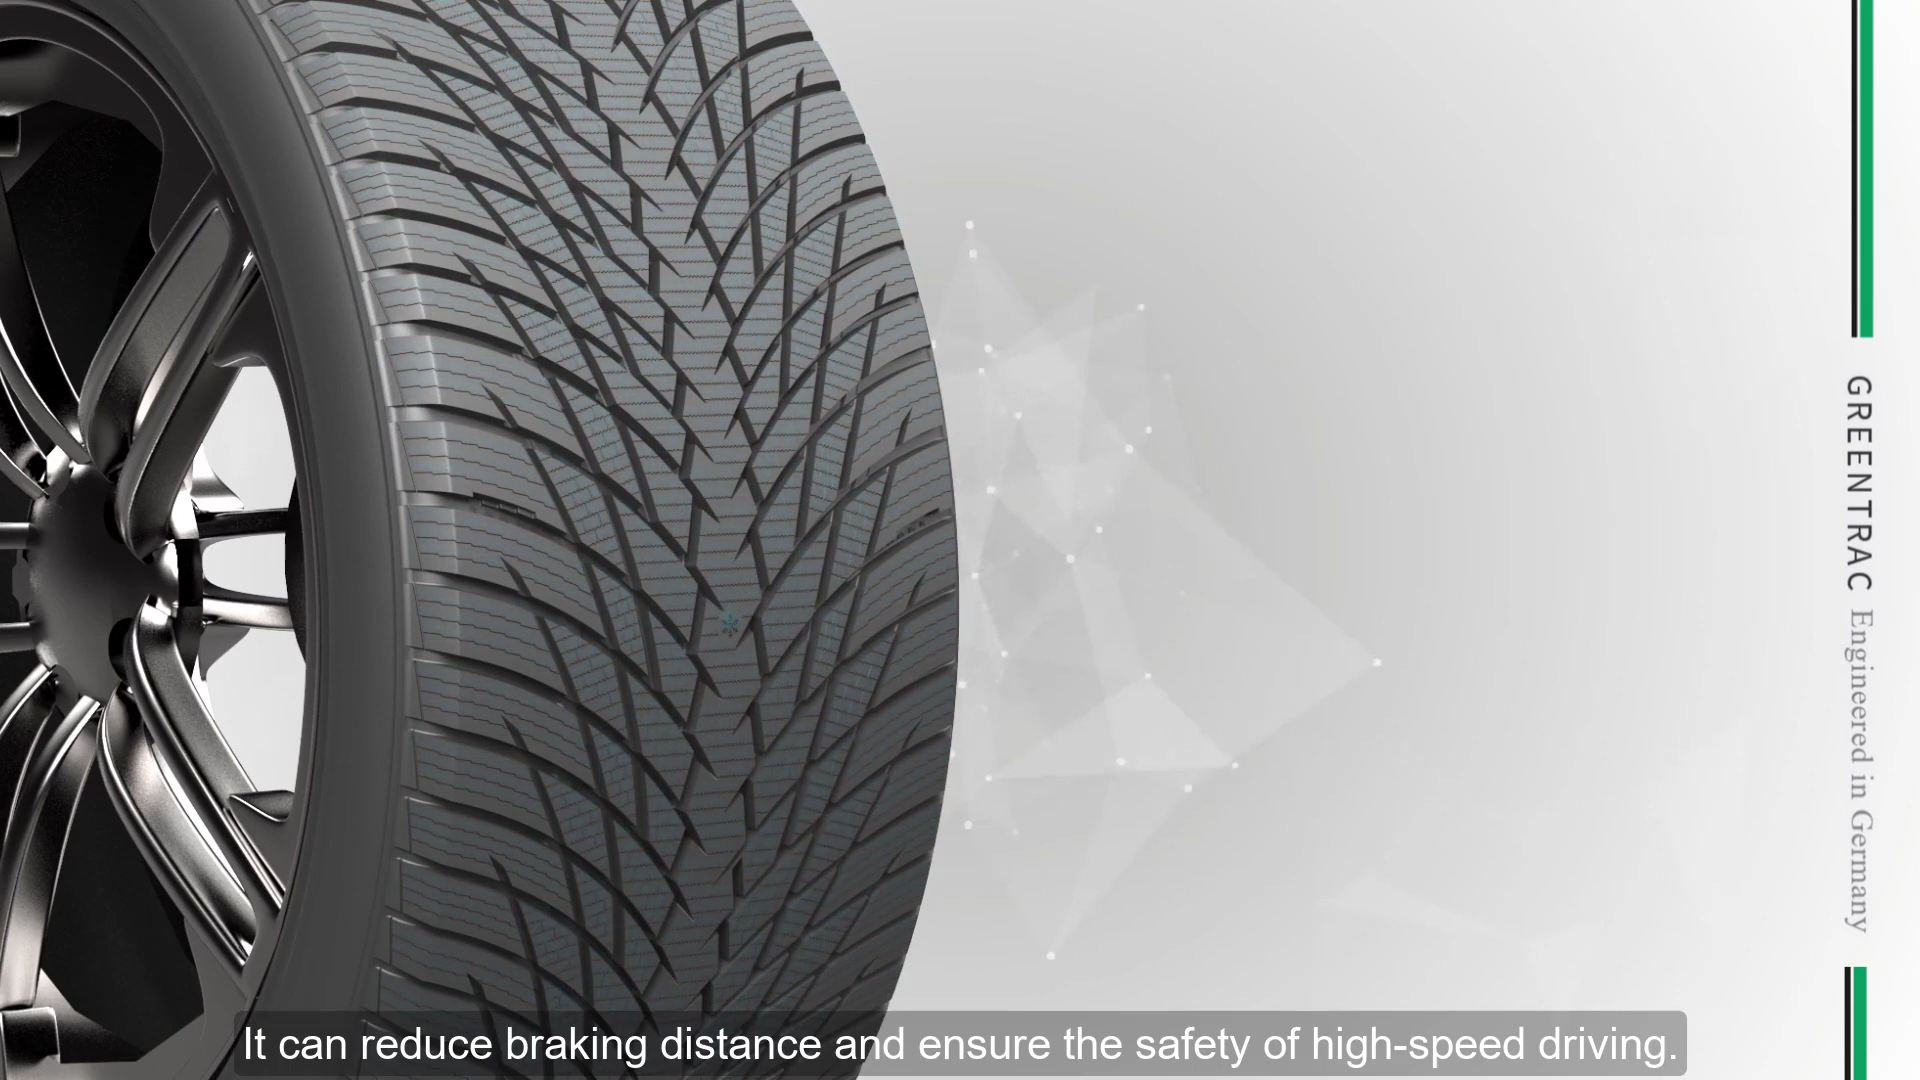 GREENTRAC Engineered in Germany
It can reduce braking distance and ensure the safety of high-speed driving.